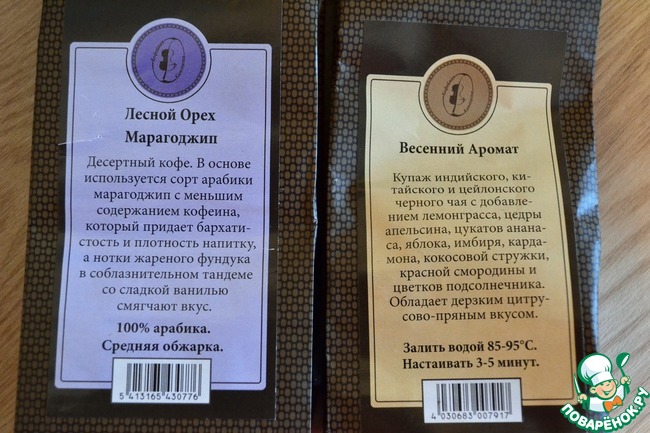 Лесной Орех
Марагоджип
Десертный кофе. В основе
используется сорт арабики
марагоджип с меньшим
содержанием кофеина,
который придает бархати-
стость и плотность напитку,
а нотки жареного фундука
в соблазнительном тандеме
со сладкой ванилью
смягчают вкус.
100% арабика.
Средняя обжарка.
5 413165 430776
Весенний Аромат
Купаж индийского, ки-
тайского и цейлонского
черного чая с добавле-
нием лемонграсса, цедры
апельсина, цукатов анана-
са, яблока, имбиря, карда-
мона, кокосовой стружки,
красной смородины и
цветков подсолнечника.
Обладает дерзким цитру-
сово-пряным вкусом.
Залить водой 85-95°С.
Настаивать 3-5 минут.
4 030683 007917
ПОВАРЁНОК.РУ